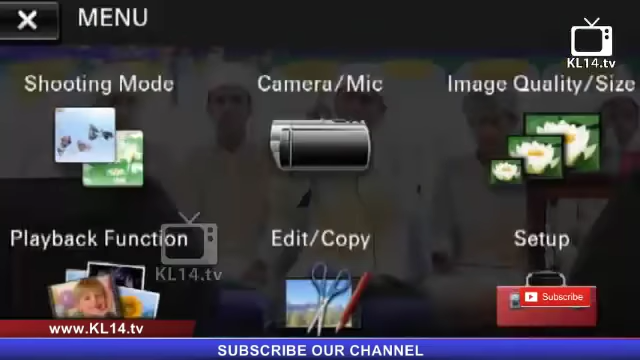 MENU
KL14.tv
Shooting Mode
Camera/Mic
Image Quality/Size
Playback Function
Edit/Copy
Setup
KL14.tv
Subscribe
www.KL14.tv
SUBSCRIBE OUR CHANNEL